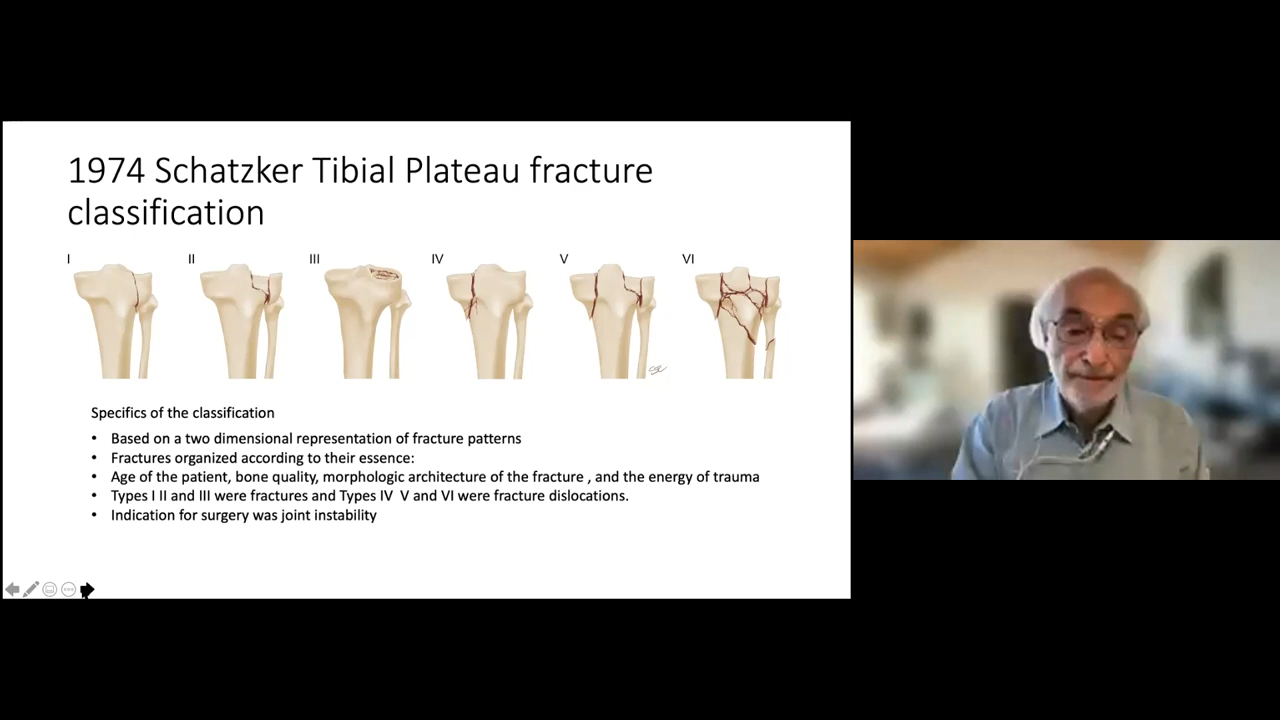 1974 Schatzker Tibial Plateau fracture
classification
I II III IV V VI
Specifics of the classification
• Based on a two dimensional representation of fracture patterns
• Fractures organized according to their essence:
• Age of the patient, bone quality, morphologic architecture of the fracture , and the energy of trauma
• Types I II and III were fractures and Types IV V and VI were fracture dislocations.
• Indication for surgery was joint instability